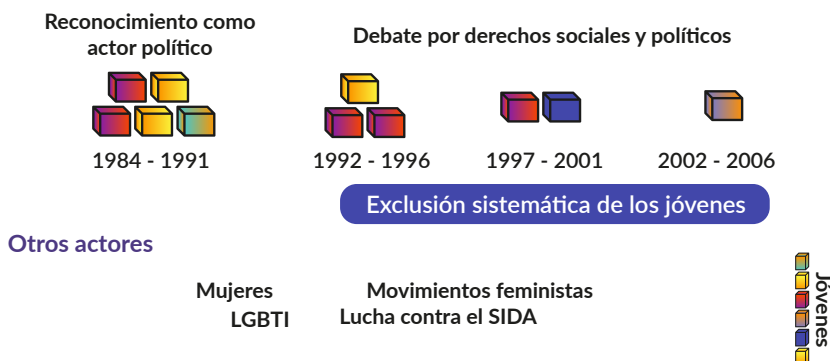 Reconocimiento como
actor político
Debate por derechos sociales y políticos
1984 - 1991
1992 - 1996
1997 - 2001
2002 - 2006
Exclusión sistemática de los jóvenes
Otros actores
Mujeres
Movimientos feministas
LGBTI
Lucha contra el SIDA
Jóvenes